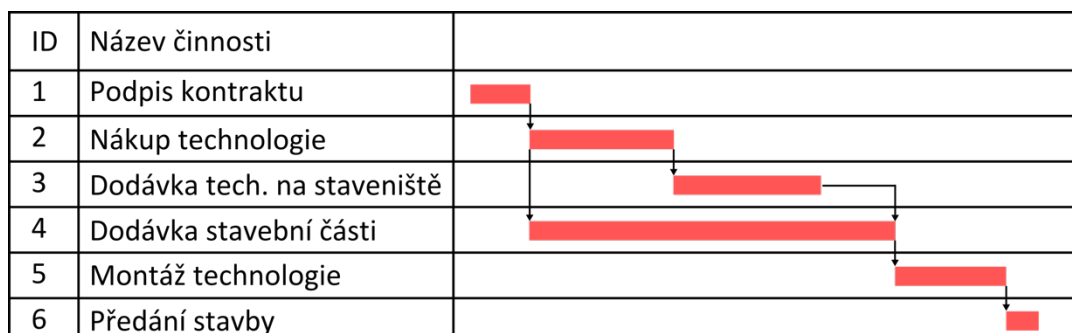 ID Název činnosti
1 Podpis kontraktu
2 Nákup technologie
3 Dodávka tech. na staveniště
4 Dodávka stavební části
5 Montáž technologie
6 Předání stavby